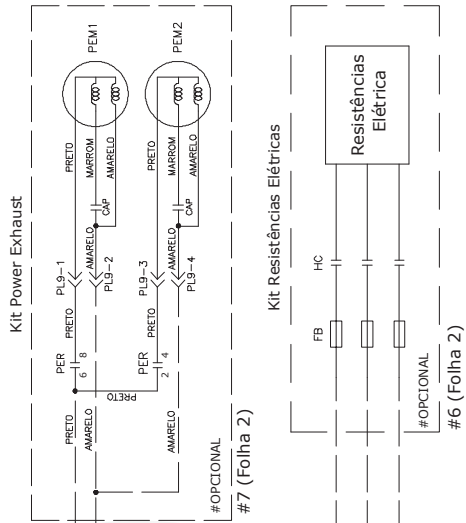 Kit Power Exhaust
PEM1
PEM2
PRETO
MARROM
AMARELO
PRETO
MARROM
AMARELO
CAP
CAP
AMARELO
AMARELO
PL9-1
PL9-2
PL9-3
PL9-4
PRETO
PRETO
PER
6
8
PER
2
4
PRETO
PRETO
AMARELO
AMARELO
#OPCIONAL
#7 (Folha 2)
Kit Resistências Elétricas
Resistências
Elétrica
HC
FB
#OPCIONAL
#6 (Folha 2)